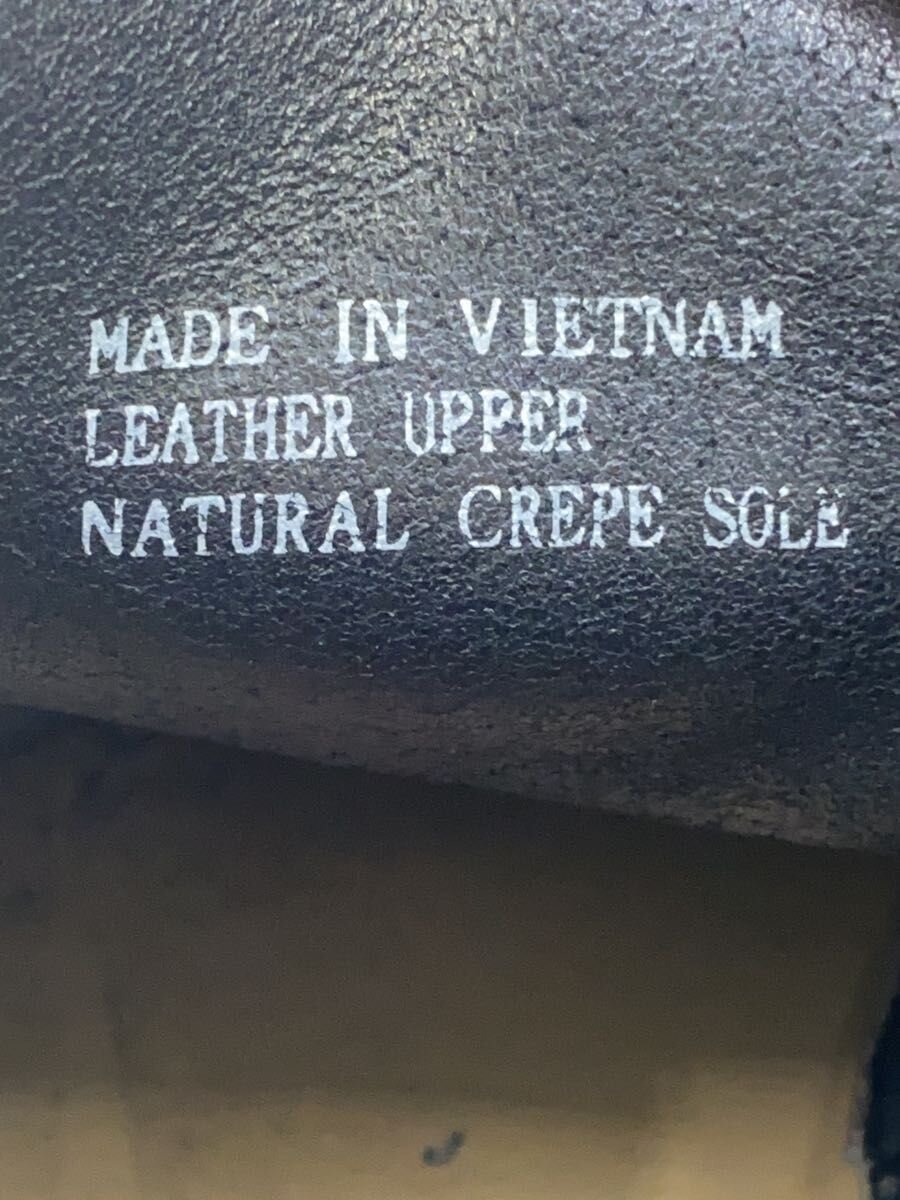 MADE IN VIETNAM
LEATHER UPPER
NATURAL CREPE SOLE